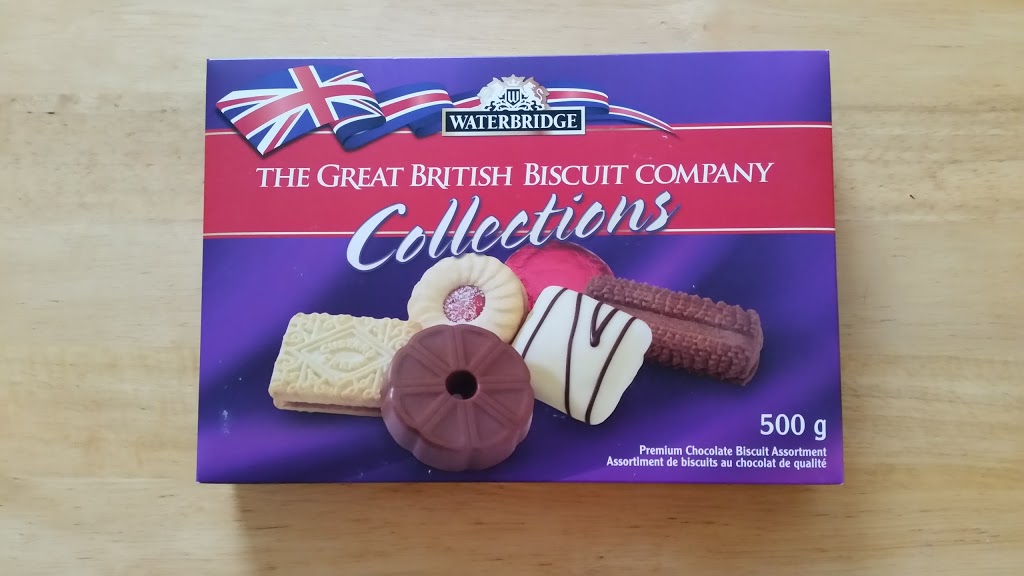 WATERBRIDGE
THE GREAT BRITISH BISCUIT COMPANY
Collections
500 g
Premium Chocolate Biscuit Assortment
Assortiment de biscuits au chocolat de qualité